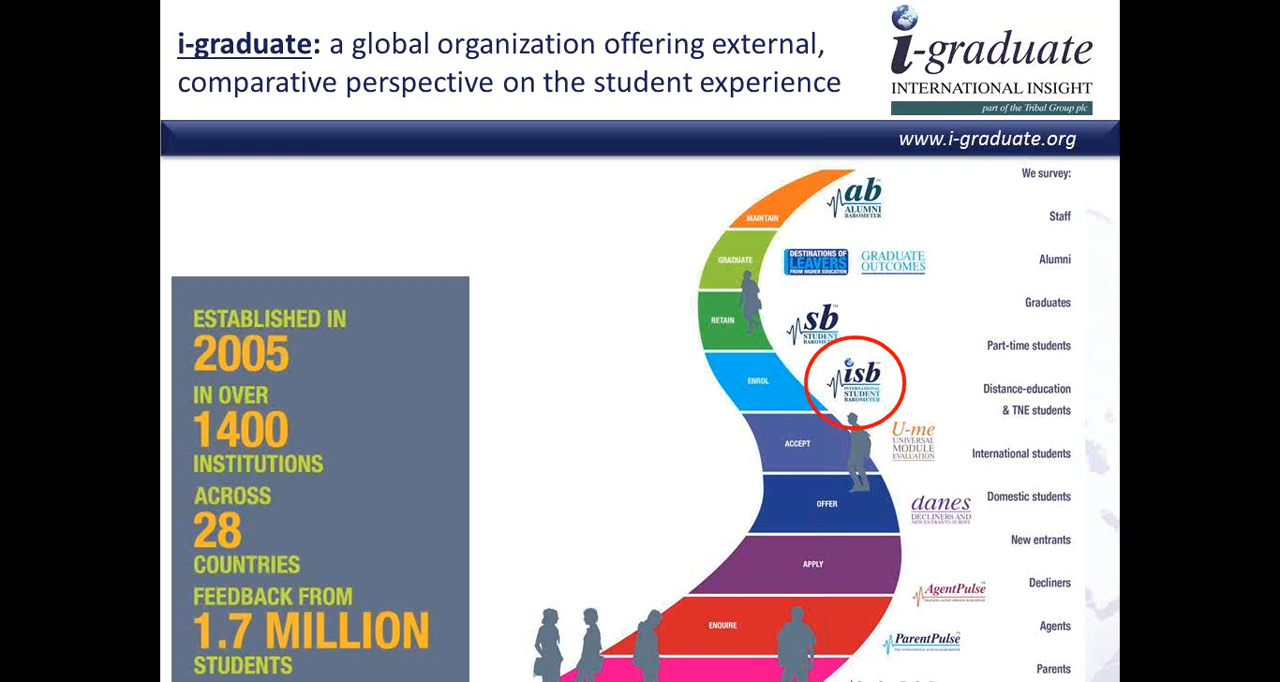 i-graduate: a global organization offering external,
comparative perspective on the student experience
i-graduate
INTERNATIONAL INSIGHT
part of the Tribal Group plc
www.i-graduate.org
ESTABLISHED IN
2005
IN OVER
1400
INSTITUTIONS
ACROSS
28
COUNTRIES
FEEDBACK FROM
1.7 MILLION
STUDENTS
MAINTAIN
GRADUATE
RETAIN
ENROL
ACCEPT
OFFER
APPLY
ENQUIRE
ab
ALUMNI
BAROMETER
DESTINATIONS OF
LEAVERS
FROM HIGHER EDUCATION
GRADUATE
OUTCOMES
sb
STUDENT
BAROMETER
isb
INTERNATIONAL
STUDENT
BAROMETER
U-me
UNIVERSAL
MODULE
EVALUATION
danes
DECLINERS AND
NEW ENTRANTS SURVEY
AgentPulse
ParentPulse
We survey:
Staff
Alumni
Graduates
Part-time students
Distance-education
& TNE students
International students
Domestic students
New entrants
Decliners
Agents
Parents